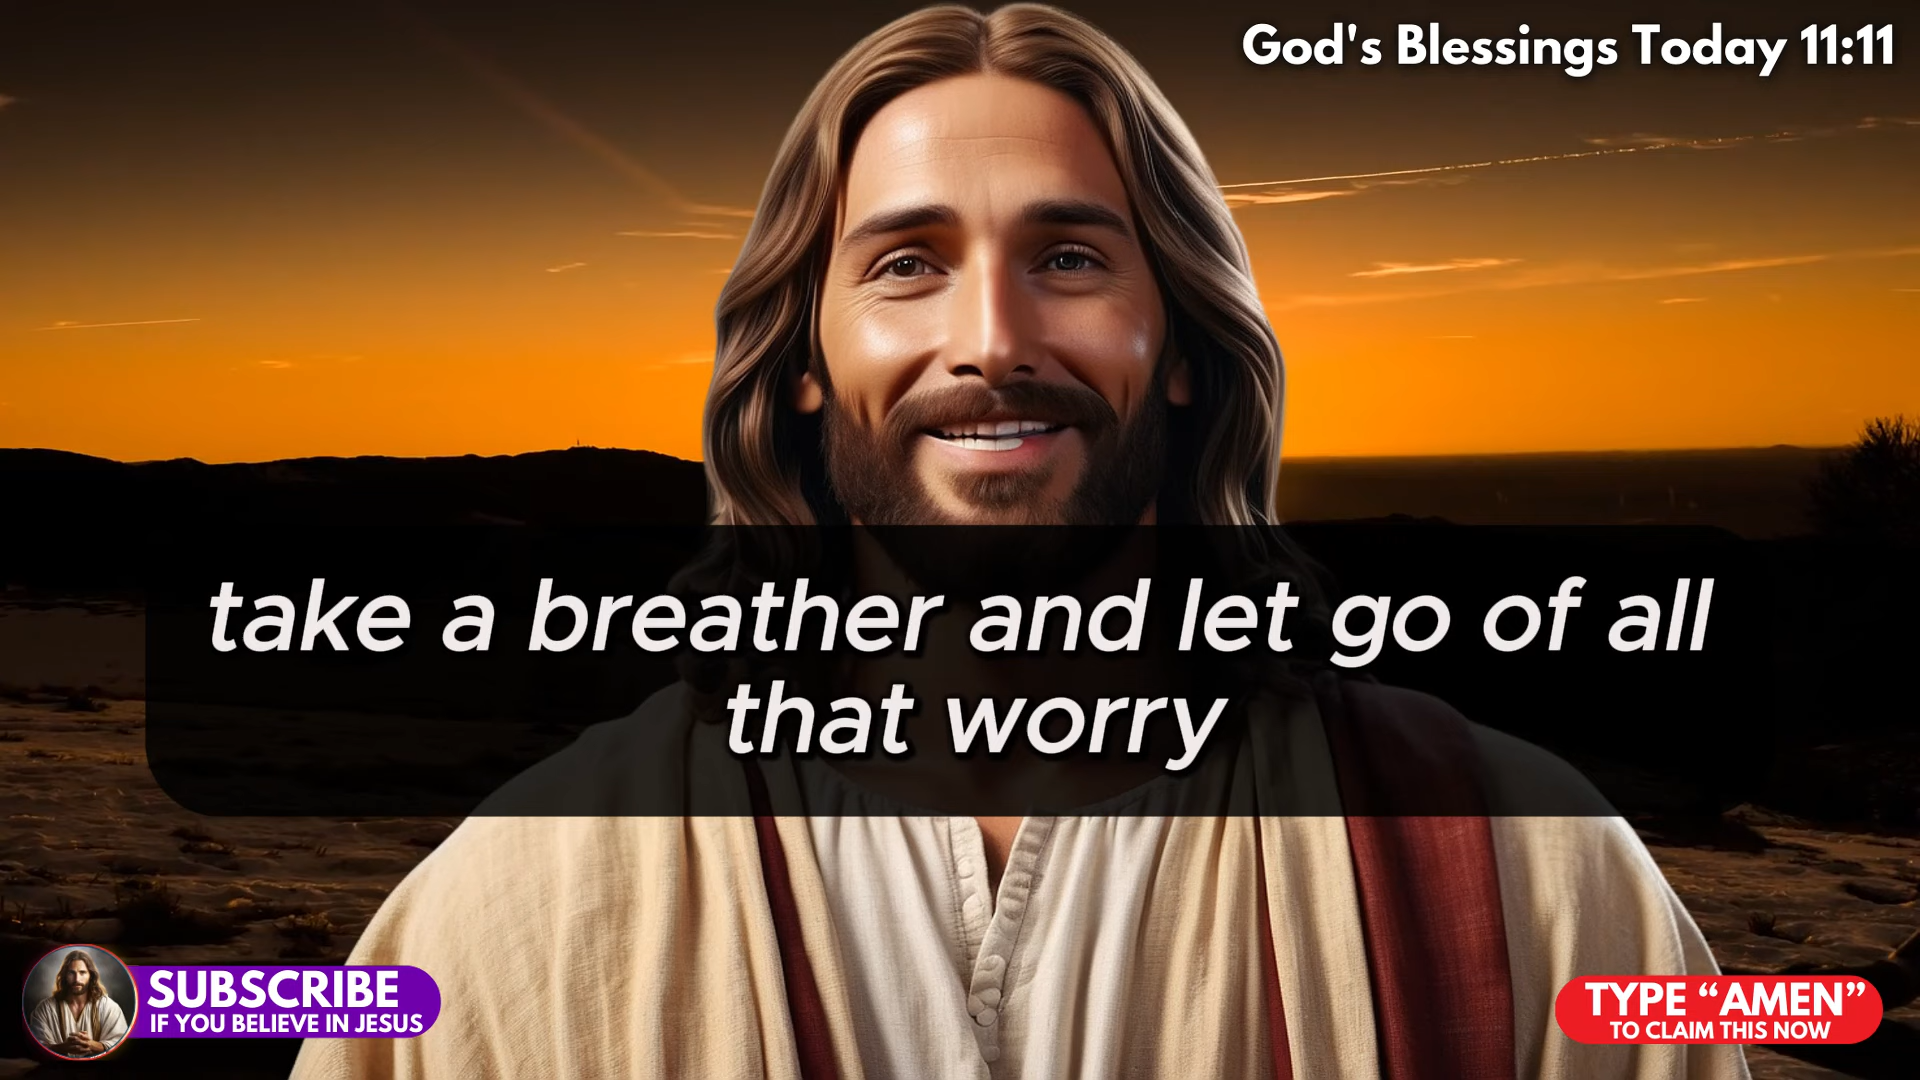 God's Blessings Today 11:11
take a breather and let go of all
that worry
SUBSCRIBE
IF YOU BELIEVE IN JESUS
TYPE “AMEN”
TO CLAIM THIS NOW